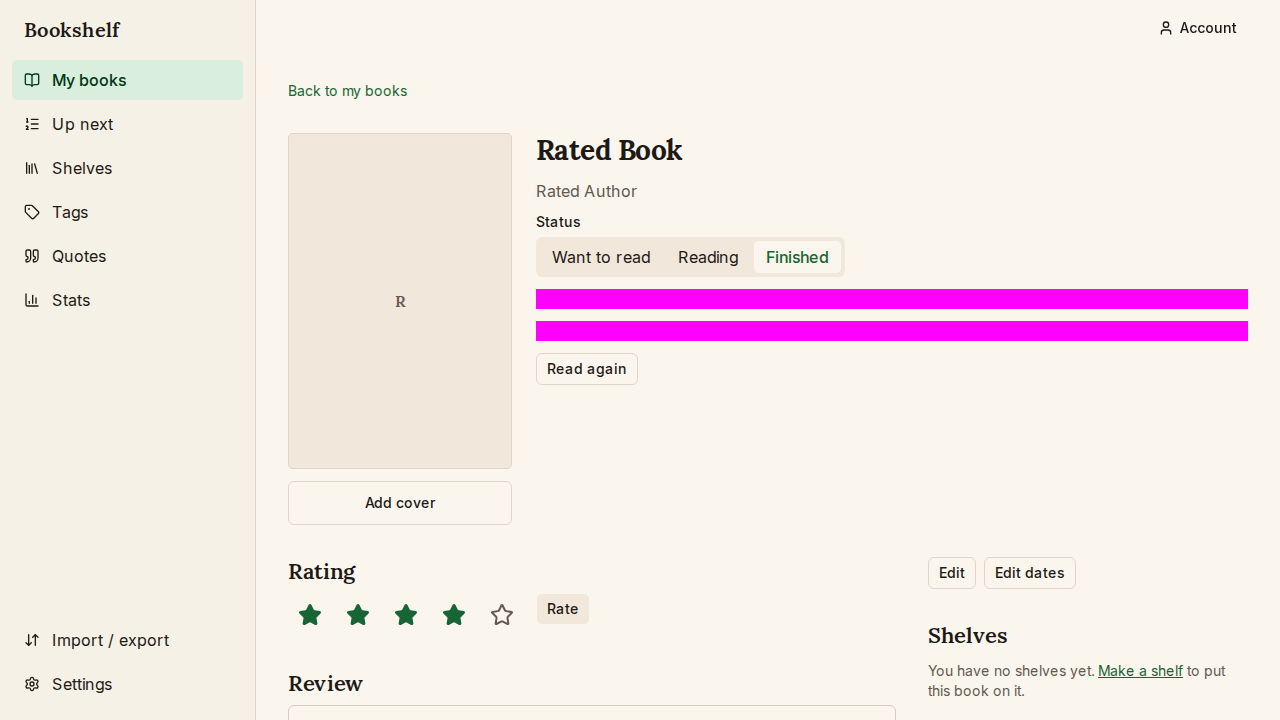 Bookshelf
My books
Up next
Shelves
Tags
Quotes
Stats
Import / export
Settings
Account
Back to my books
R
Add cover
Rated Book
Rated Author
Status
Want to read
Reading
Finished
Read again
Rating
Rate
Review
Edit
Edit dates
Shelves
You have no shelves yet. Make a shelf to put
this book on it.